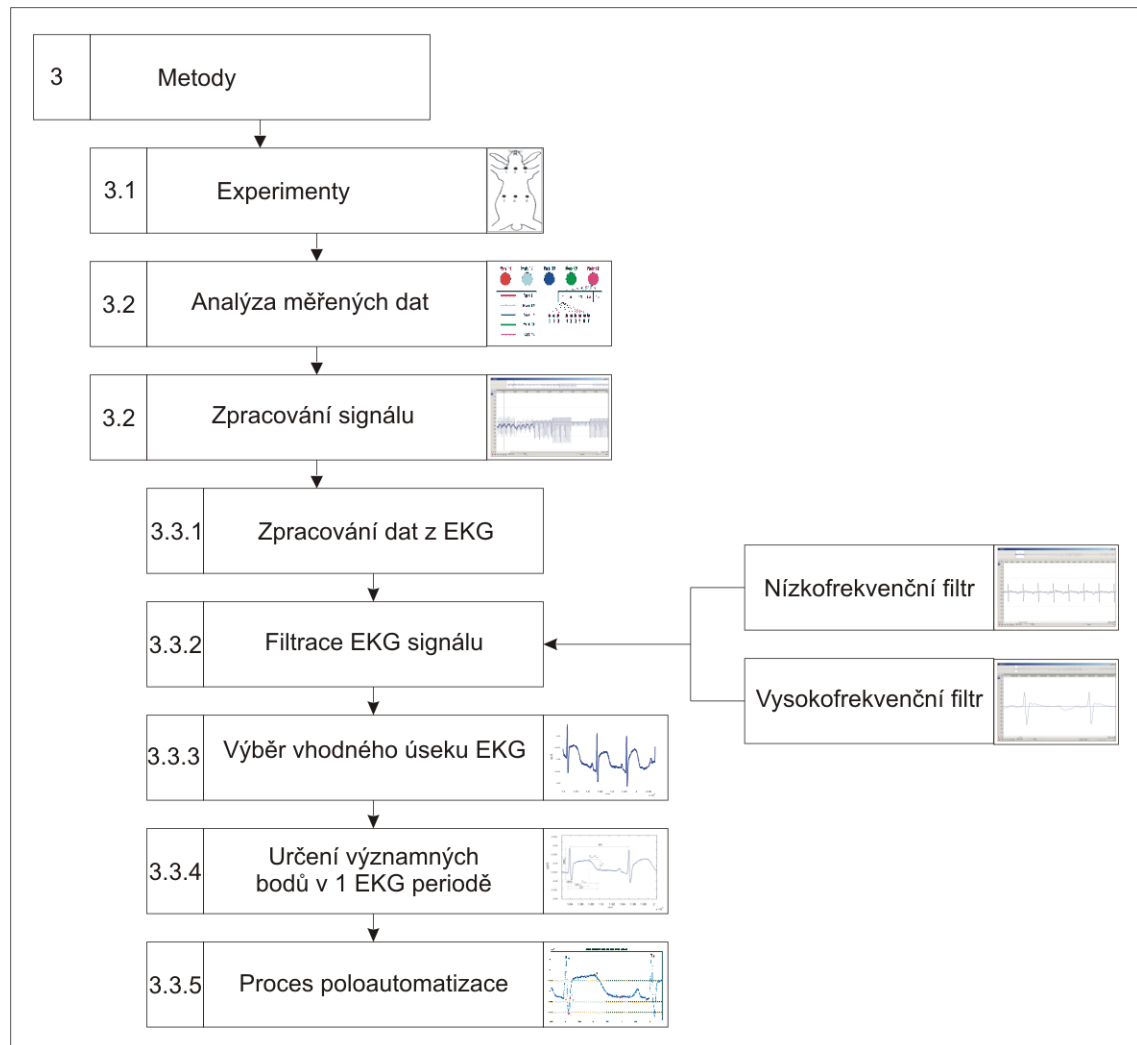 3 Metody
3.1 Experimenty
3.2 Analýza měřených dat
3.2 Zpracování signálu
3.3.1 Zpracování dat z EKG
Nízkofrekvenční filtr
3.3.2 Filtrace EKG signálu
Vysokofrekvenční filtr
3.3.3 Výběr vhodného úseku EKG
3.3.4 Určení významných
bodů v 1 EKG periodě
3.3.5 Proces poloautomatizace